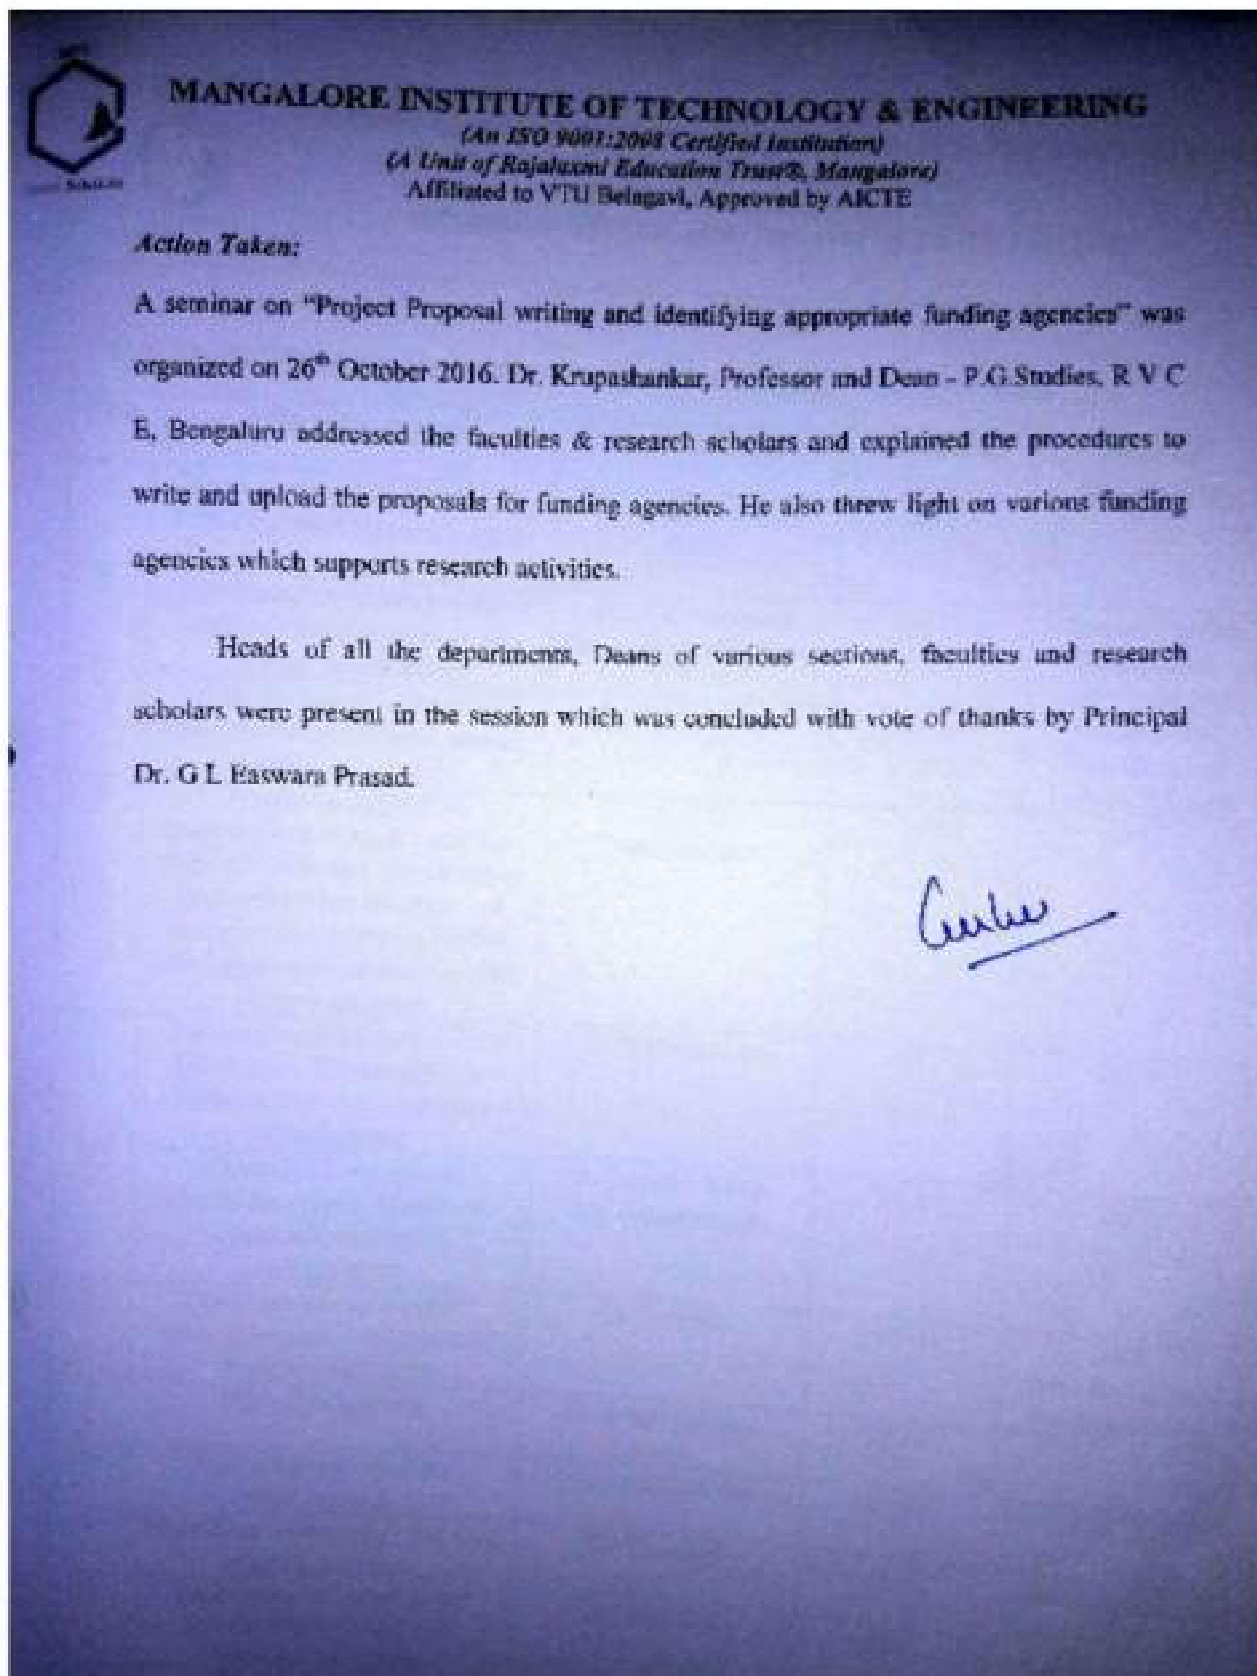 MANGALORE INSTITUTE OF TECHNOLOGY & ENGINEERING
(An ISO 9001:2008 Certified Institution)
(A Unit of Rajalaxmi Education Trust®, Mangalore)
Affiliated to VTU Belagavi, Approved by AICTE
Action Taken:
A seminar on "Project Proposal writing and identifying appropriate funding agencies" was
organized on 26th October 2016. Dr. Krupashankar, Professor and Dean – P.G.Studies, R V C
E, Bengaluru addressed the faculties & research scholars and explained the procedures to
write and upload the proposals for funding agencies. He also threw light on various funding
agencies which supports research activities.
Heads of all the departments, Deans of various sections, faculties and research
scholars were present in the session which was concluded with vote of thanks by Principal
Dr. G L Easwara Prasad.